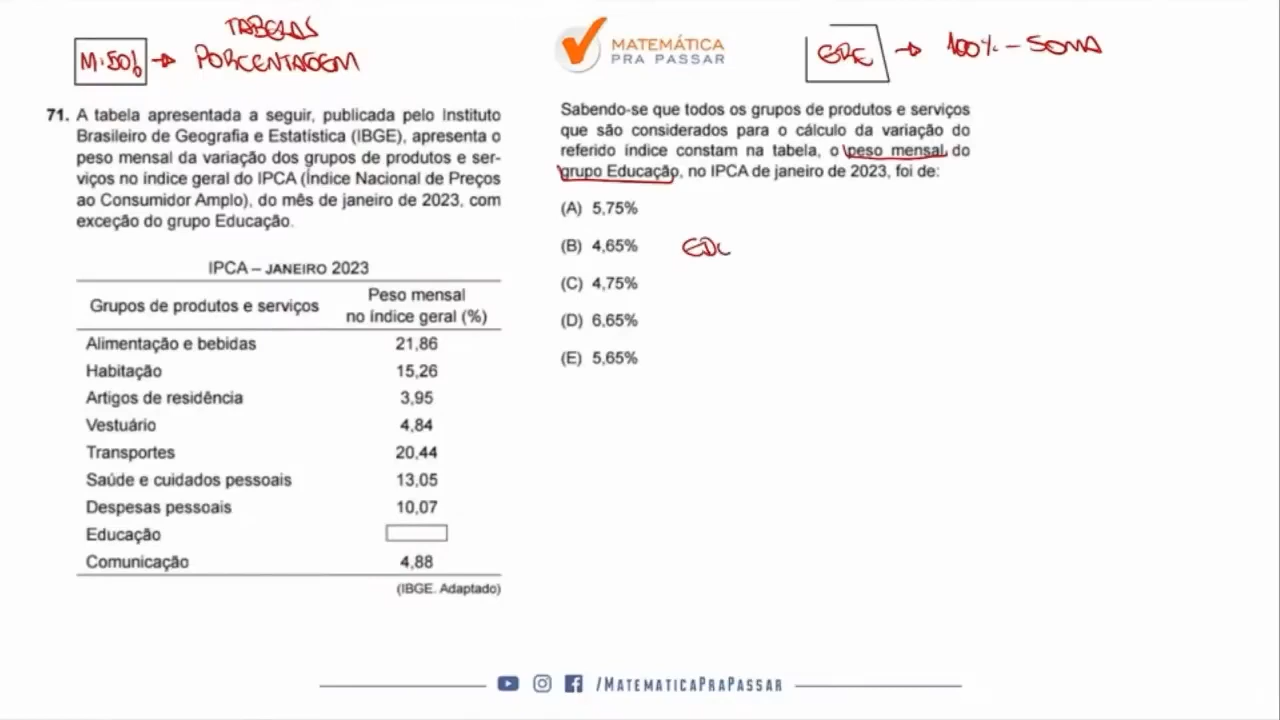 TABELAS
M.50% → PORCENTAGEM
MATEMÁTICA
PRA PASSAR
→ 100% - SOMA
71. A tabela apresentada a seguir, publicada pelo Instituto
Brasileiro de Geografia e Estatística (IBGE), apresenta o
peso mensal da variação dos grupos de produtos e ser-
viços no índice geral do IPCA (Índice Nacional de Preços
ao Consumidor Amplo), do mês de janeiro de 2023, com
exceção do grupo Educação.
IPCA – JANEIRO 2023
Grupos de produtos e serviços
Peso mensal
no índice geral (%)
Alimentação e bebidas 21,86
Habitação 15,26
Artigos de residência 3,95
Vestuário 4,84
Transportes 20,44
Saúde e cuidados pessoais 13,05
Despesas pessoais 10,07
Educação
Comunicação 4,88
(IBGE. Adaptado)
Sabendo-se que todos os grupos de produtos e serviços
que são considerados para o cálculo da variação do
referido índice constam na tabela, o peso mensal do
grupo Educação, no IPCA de janeiro de 2023, foi de:
(A) 5,75%
(B) 4,65%
(C) 4,75%
(D) 6,65%
(E) 5,65%
EDU
/MATEMATICAPRAPASSAR